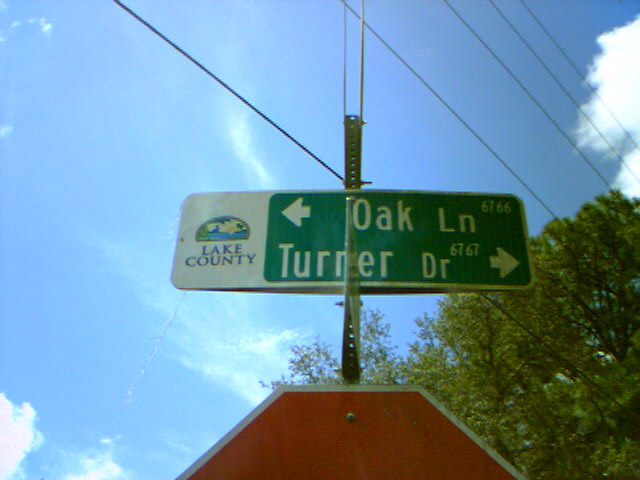 LAKE
COUNTY
Oak Ln 6766
Turner Dr 6767